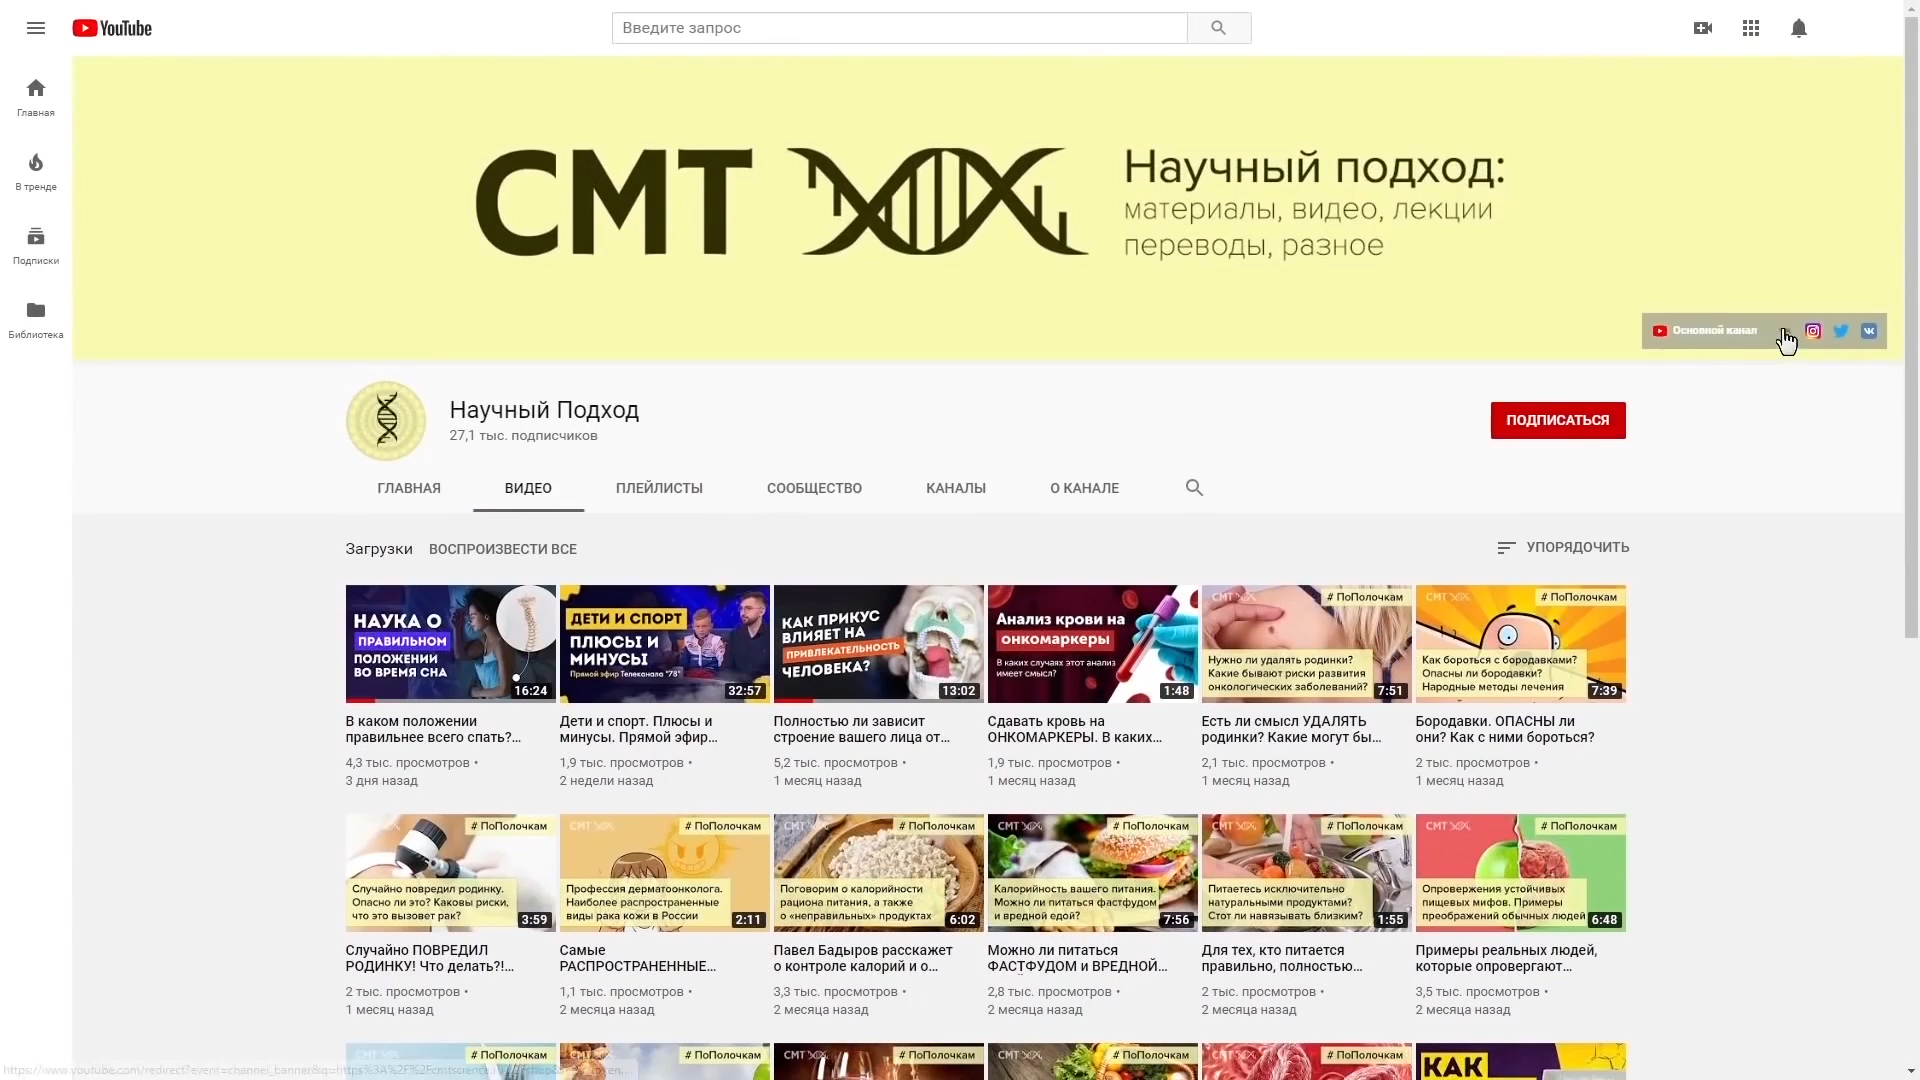 YouTube
Введите запрос
Главная
В тренде
Подписки
Библиотека
СМТ
Научный подход:
материалы, видео, лекции
переводы, разное
Основной канал
Научный Подход
27,1 тыс. подписчиков
ПОДПИСАТЬСЯ
ГЛАВНАЯ
ВИДЕО
ПЛЕЙЛИСТЫ
СООБЩЕСТВО
КАНАЛЫ
О КАНАЛЕ
Загрузки
ВОСПРОИЗВЕСТИ ВСЕ
УПОРЯДОЧИТЬ
НАУКА О
ПРАВИЛЬНОМ
ПОЛОЖЕНИИ
ВО ВРЕМЯ СНА
16:24
В каком положении
правильнее всего спать?...
4,3 тыс. просмотров •
3 дня назад
ДЕТИ И СПОРТ
ПЛЮСЫ И
МИНУСЫ
Прямой эфир Телеканала "78"
32:57
Дети и спорт. Плюсы и
минусы. Прямой эфир...
1,9 тыс. просмотров •
2 недели назад
КАК ПРИКУС
ВЛИЯЕТ НА
ПРИВЛЕКАТЕЛЬНОСТЬ
ЧЕЛОВЕКА?
13:02
Полностью ли зависит
строение вашего лица от...
5,2 тыс. просмотров •
1 месяц назад
Анализ крови на
онкомаркеры
В каких случаях этот анализ
имеет смысл?
1:48
Сдавать кровь на
ОНКОМАРКЕРЫ. В каких...
1,9 тыс. просмотров •
1 месяц назад
СМТ
# ПоПолочкам
Нужно ли удалять родинки?
Какие бывают риски развития
онкологических заболеваний?
7:51
Есть ли смысл УДАЛЯТЬ
родинки? Какие могут бы...
2,1 тыс. просмотров •
1 месяц назад
СМТ
# ПоПолочкам
Как бороться с бородавками?
Опасны ли бородавки?
Народные методы лечения
7:39
Бородавки. ОПАСНЫ ли
они? Как с ними бороться?
2 тыс. просмотров •
1 месяц назад
# ПоПолочкам
Случайно повредил родинку.
Опасно ли это? Каковы риски,
что это вызовет рак?
3:59
Случайно ПОВРЕДИЛ
РОДИНКУ! Что делать?!...
2 тыс. просмотров •
1 месяц назад
СМТ
# ПоПолочкам
Профессия дерматоонколога.
Наиболее распространенные
виды рака кожи в России
2:11
Самые
РАСПРОСТРАНЕННЫЕ...
1,1 тыс. просмотров •
2 месяца назад
СМТ
# ПоПолочкам
Поговорим о калорийности
рациона питания, а также
о «неправильных» продуктах
6:02
Павел Бадыров расскажет
о контроле калорий и о...
3,3 тыс. просмотров •
2 месяца назад
СМТ
# ПоПолочкам
Калорийность вашего питания.
Можно ли питаться фастфудом
и вредной едой?
7:56
Можно ли питаться
ФАСТФУДОМ и ВРЕДНОЙ...
2,8 тыс. просмотров •
2 месяца назад
СМТ
# ПоПолочкам
Питаетесь исключительно
натуральными продуктами?
Стот ли навязывать близким?
1:55
Для тех, кто питается
правильно, полностью...
2 тыс. просмотров •
2 месяца назад
СМТ
# ПоПолочкам
Опровержения устойчивых
пищевых мифов. Примеры
преображений обычных людей
6:48
Примеры реальных людей,
которые опровергают...
3,5 тыс. просмотров •
2 месяца назад
СМТ
# ПоПолочкам
# ПоПолочкам
СМТ
# ПоПолочкам
СМТ
# ПоПолочкам
СМТ
# ПоПолочкам
КАК